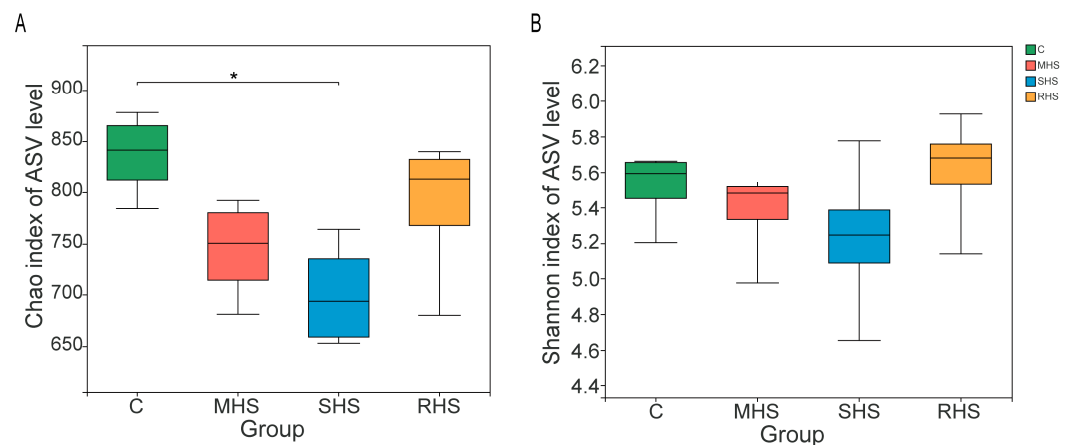 A
Chao index of ASV level
900
850
800
750
700
650
*
C MHS SHS RHS
Group
B
Shannon index of ASV level
6.2
6.0
5.8
5.6
5.4
5.2
5.0
4.8
4.6
4.4
C MHS SHS RHS
Group
C
MHS
SHS
RHS